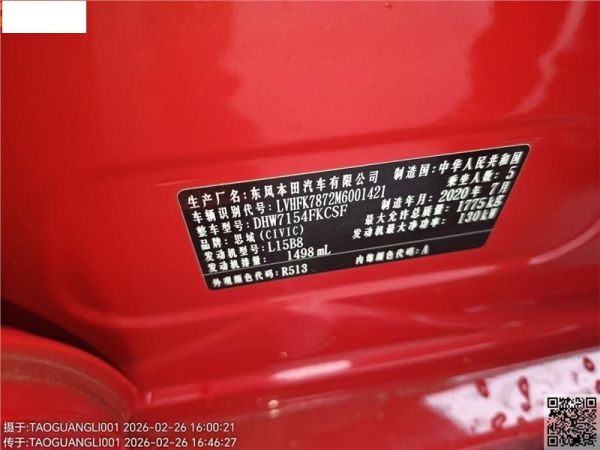 生产厂名:东风本田汽车有限公司 制造国:中华人民共和国
车辆识别代号:LVHFK7872M6001421 乘坐人数:5
整车型号:DHW7154FKCSF 制造年月:2020年7月
品牌:思域(CIVIC) 最大允许总质量:1775kg
发动机型号:L15B8 发动机最大净功率:130kW
发动机排量:1498mL
外观颜色代码:R513 内饰颜色代码:A
摄于:TAOGUANGLI001 2026-02-26 16:00:21
传于:TAOGUANGLI001 2026-02-26 16:46:27